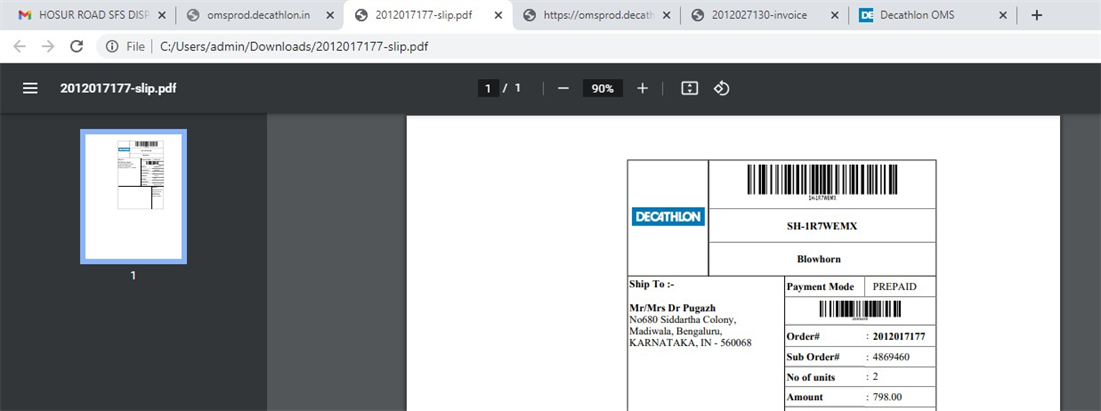 HOSUR ROAD SFS DISP
omsprod.decathlon.in
2012017177-slip.pdf
https://omsprod.decath
2012027130-invoice
Decathlon OMS
File
C:/Users/admin/Downloads/2012017177-slip.pdf
2012017177-slip.pdf
1 / 1
90%
1
DECATHLON
SH-1R7WEMX
SH-1R7WEMX
Blowhorn
Ship To :-
Mr/Mrs Dr Pugazh
No680 Siddartha Colony,
Madiwala, Bengaluru,
KARNATAKA, IN - 560068
Payment Mode PREPAID
Order# : 2012017177
Sub Order# : 4869460
No of units : 2
Amount : 798.00